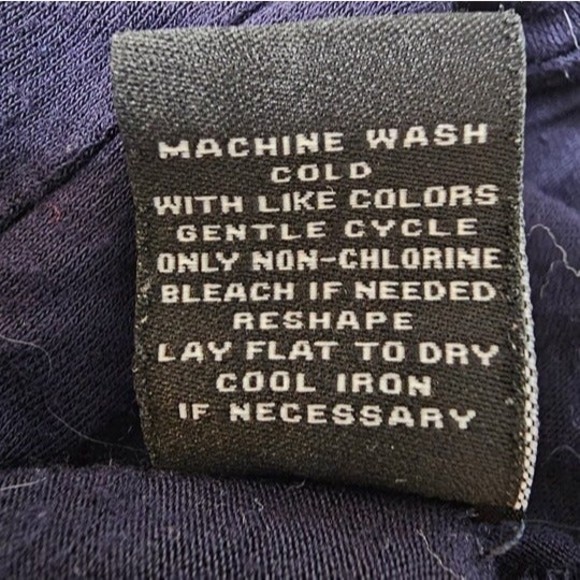 MACHINE WASH
COLD
WITH LIKE COLORS
GENTLE CYCLE
ONLY NON-CHLORINE
BLEACH IF NEEDED
RESHAPE
LAY FLAT TO DRY
COOL IRON
IF NECESSARY